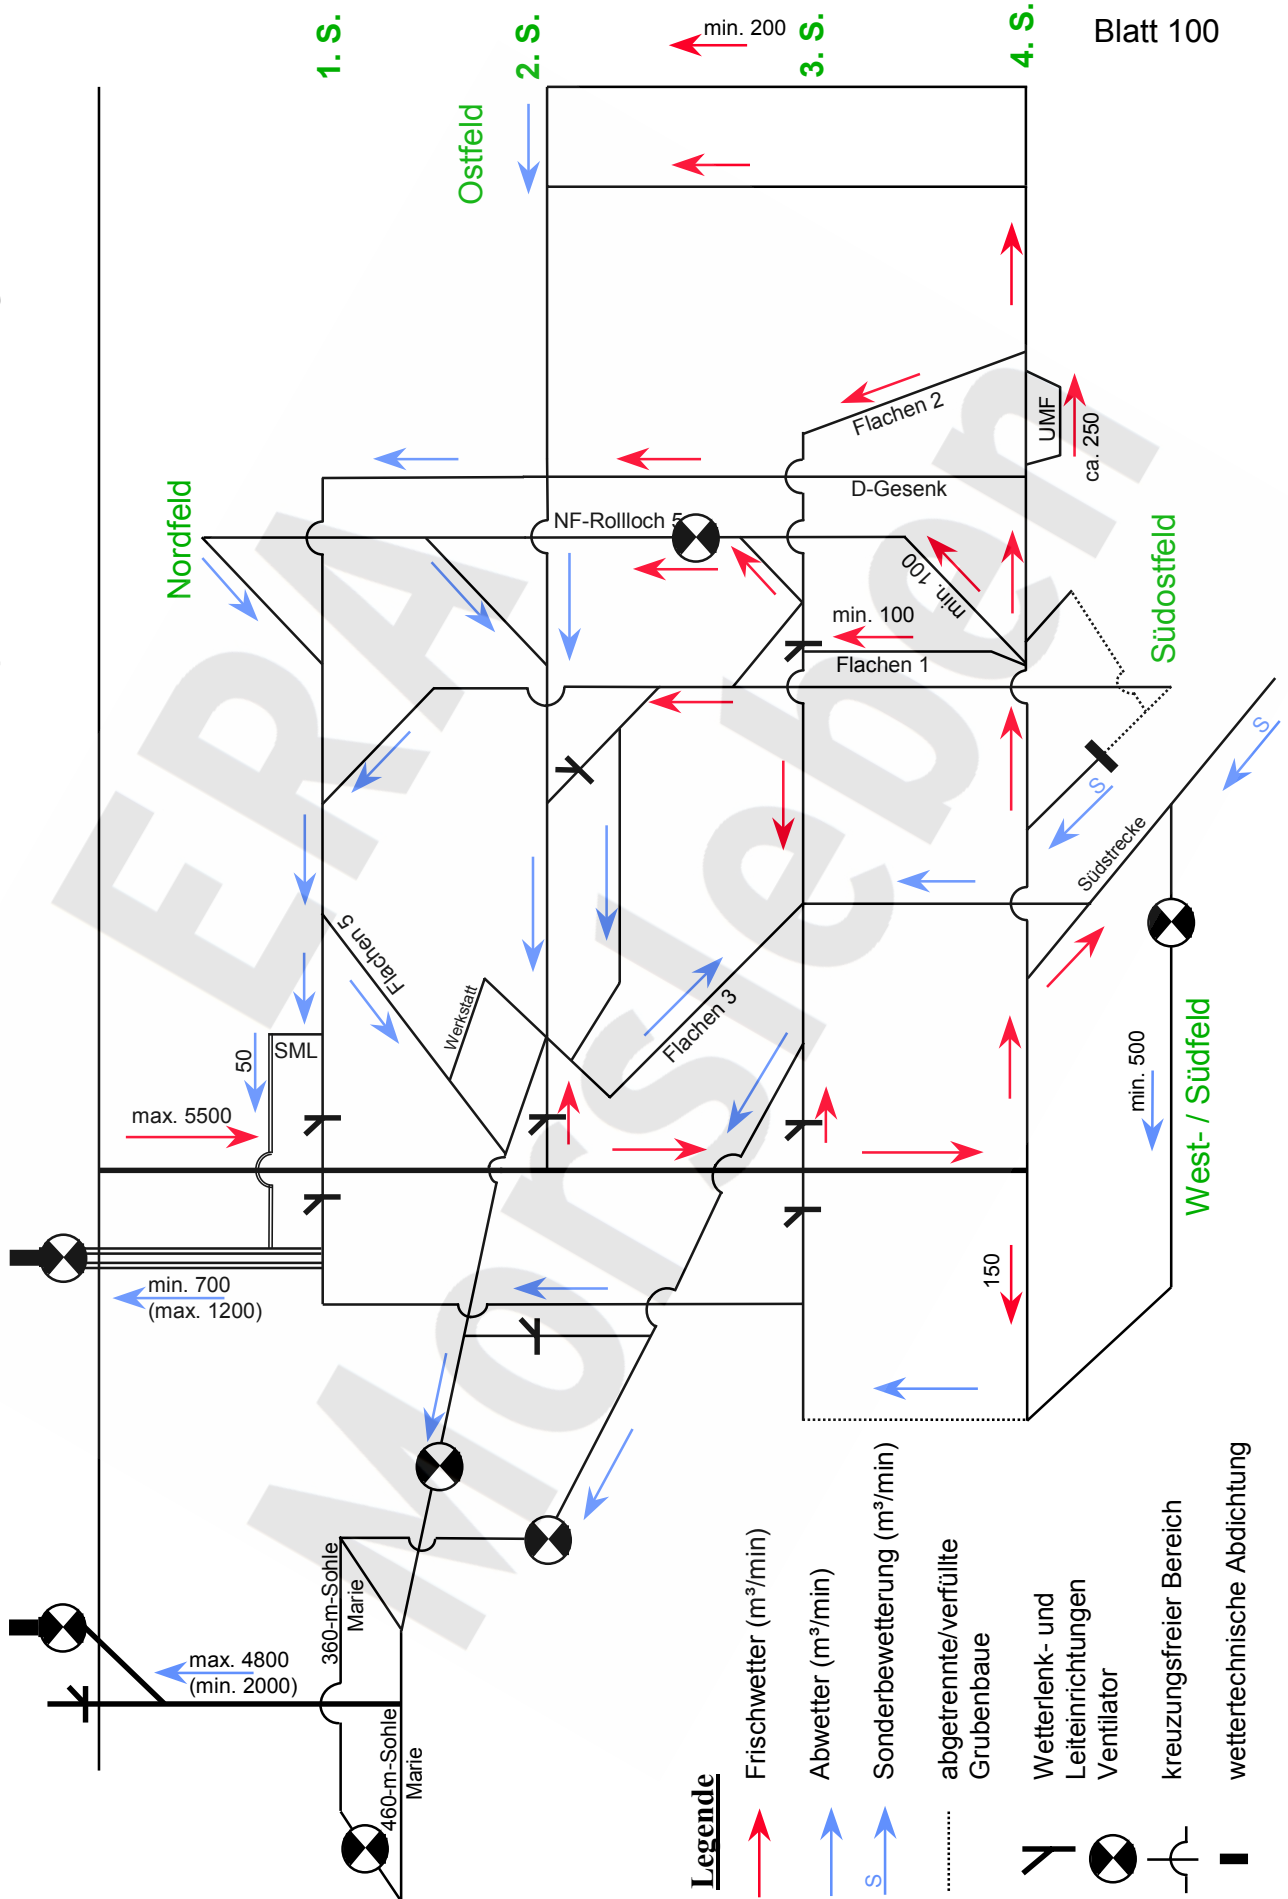 Blatt 100
1. S.
2. S.
3. S.
4. S.
min. 200
Ostfeld
Nordfeld
Flachen 2
UMF
ca. 250
D-Gesenk
NF-Rollloch 5
min. 100
min. 100
Flachen 1
Südostfeld
S
S
Südstrecke
Flachen 5
Werkstatt
Flachen 3
50
SML
max. 5500
min. 500
West- / Südfeld
min. 700
(max. 1200)
150
360-m-Sohle
Marie
max. 4800
(min. 2000)
460-m-Sohle
Marie
Legende
Frischwetter (m³/min)
Abwetter (m³/min)
S
Sonderbewetterung (m³/min)
abgetrennte/verfüllte
Grubenbaue
Wetterlenk- und
Leiteinrichtungen
Ventilator
kreuzungsfreier Bereich
wettertechnische Abdichtung
ERA
Morsleben